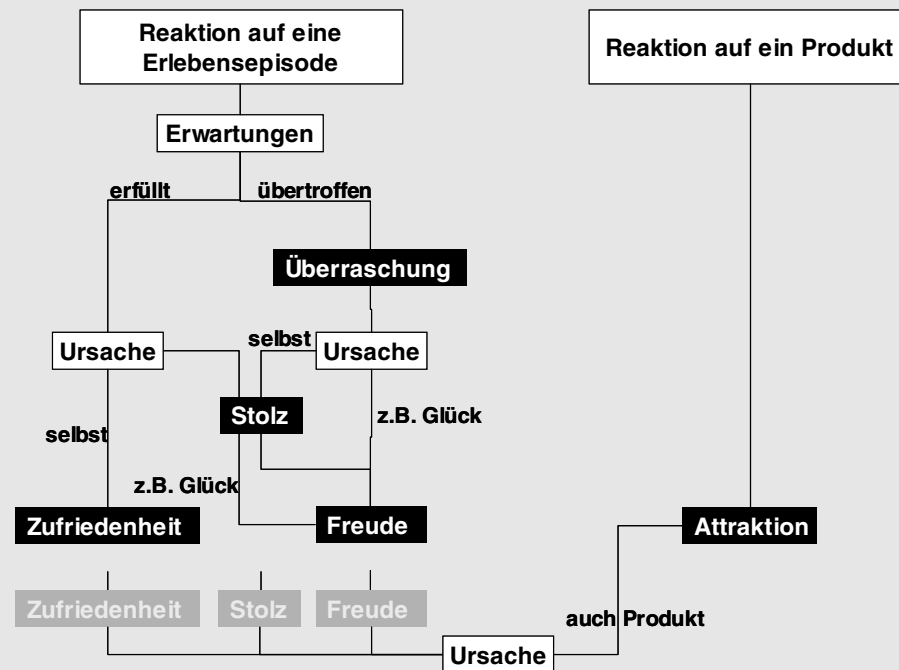 Reaktion auf eine
Erlebensepisode
Reaktion auf ein Produkt
Erwartungen
erfüllt
übertroffen
Überraschung
Ursache
selbst
Ursache
Stolz
z.B. Glück
selbst
z.B. Glück
Zufriedenheit
Freude
Attraktion
Zufriedenheit
Stolz
Freude
auch Produkt
Ursache